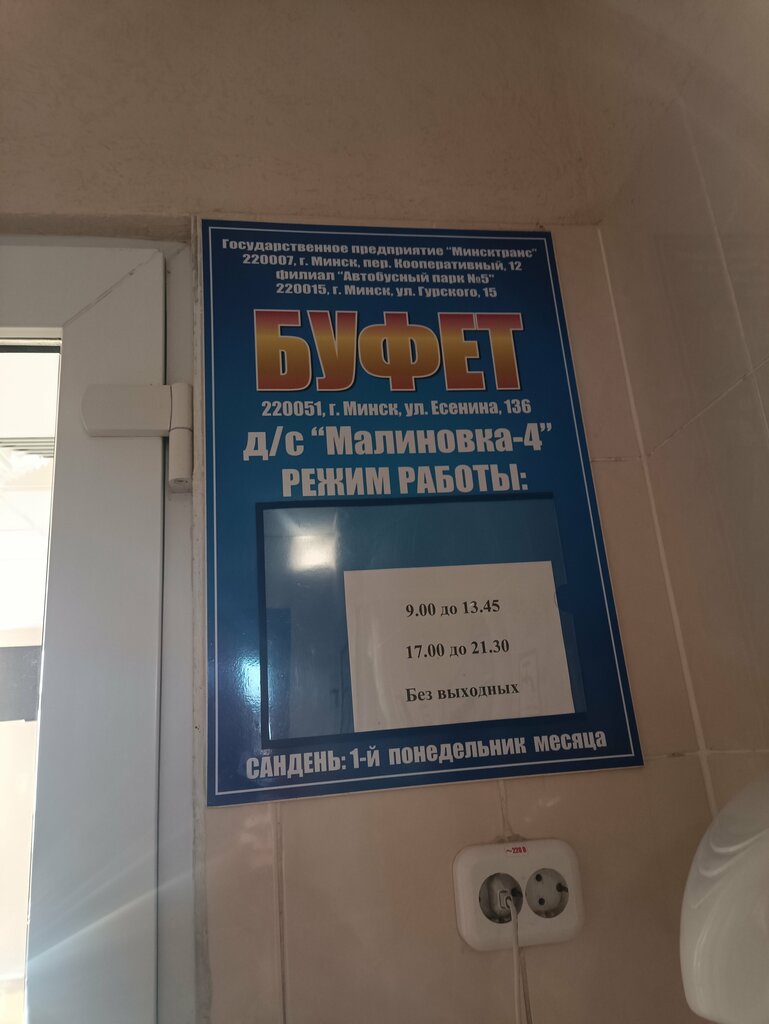 Государственное предприятие "Минсктранс"
220007, г. Минск, пер. Кооперативный, 12
Филиал "Автобусный парк №5"
220015, г. Минск, ул. Гурского, 15
БУФЕТ
220051, г. Минск, ул. Есенина, 136
д/с "Малиновка-4"
РЕЖИМ РАБОТЫ:
9.00 до 13.45
17.00 до 21.30
Без выходных
САНДЕНЬ: 1-й понедельник месяца
~220 В